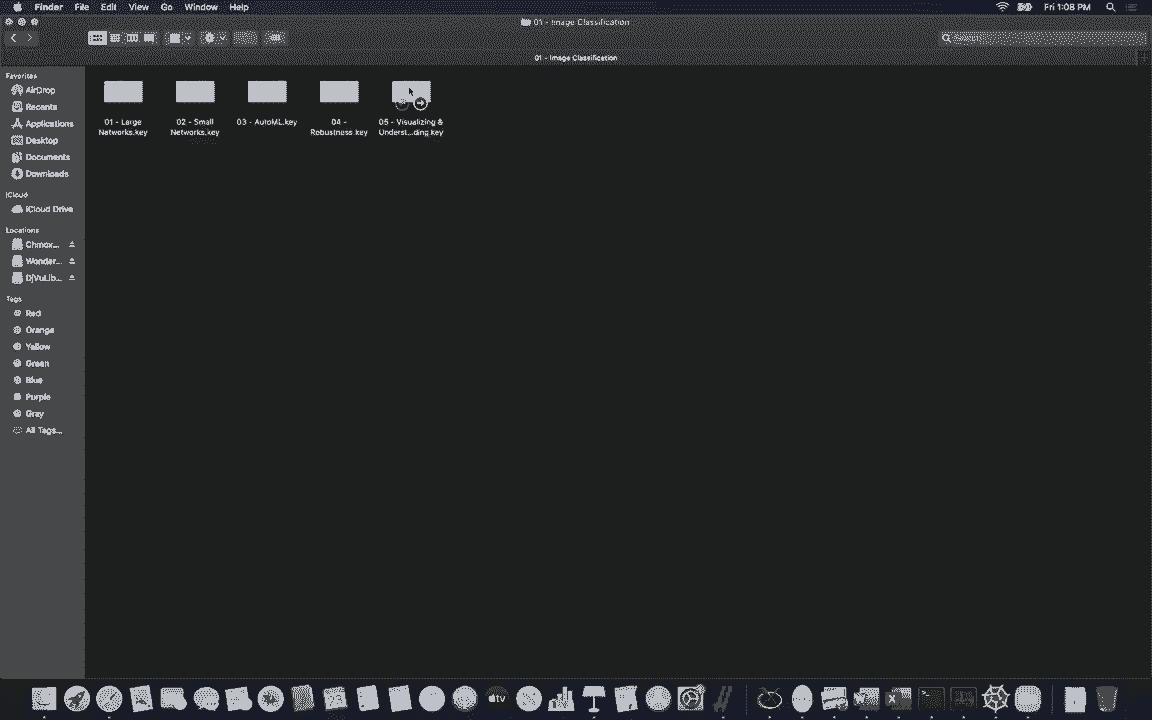 Finder File Edit View Go Window Help
Fri 1:08 PM
01 - Image Classification
Search
01 - Image Classification
Favorites
AirDrop
Recents
Applications
Desktop
Documents
Downloads
iCloud
iCloud Drive
Locations
Chmox...
Wonder...
DjVuLib...
Tags
Red
Orange
Yellow
Green
Blue
Purple
Gray
All Tags...
01 - Large
Networks.key
02 - Small
Networks.key
03 - AutoML.key
04 -
Robustness.key
05 - Visualizing &
Underst...ding.key
tv